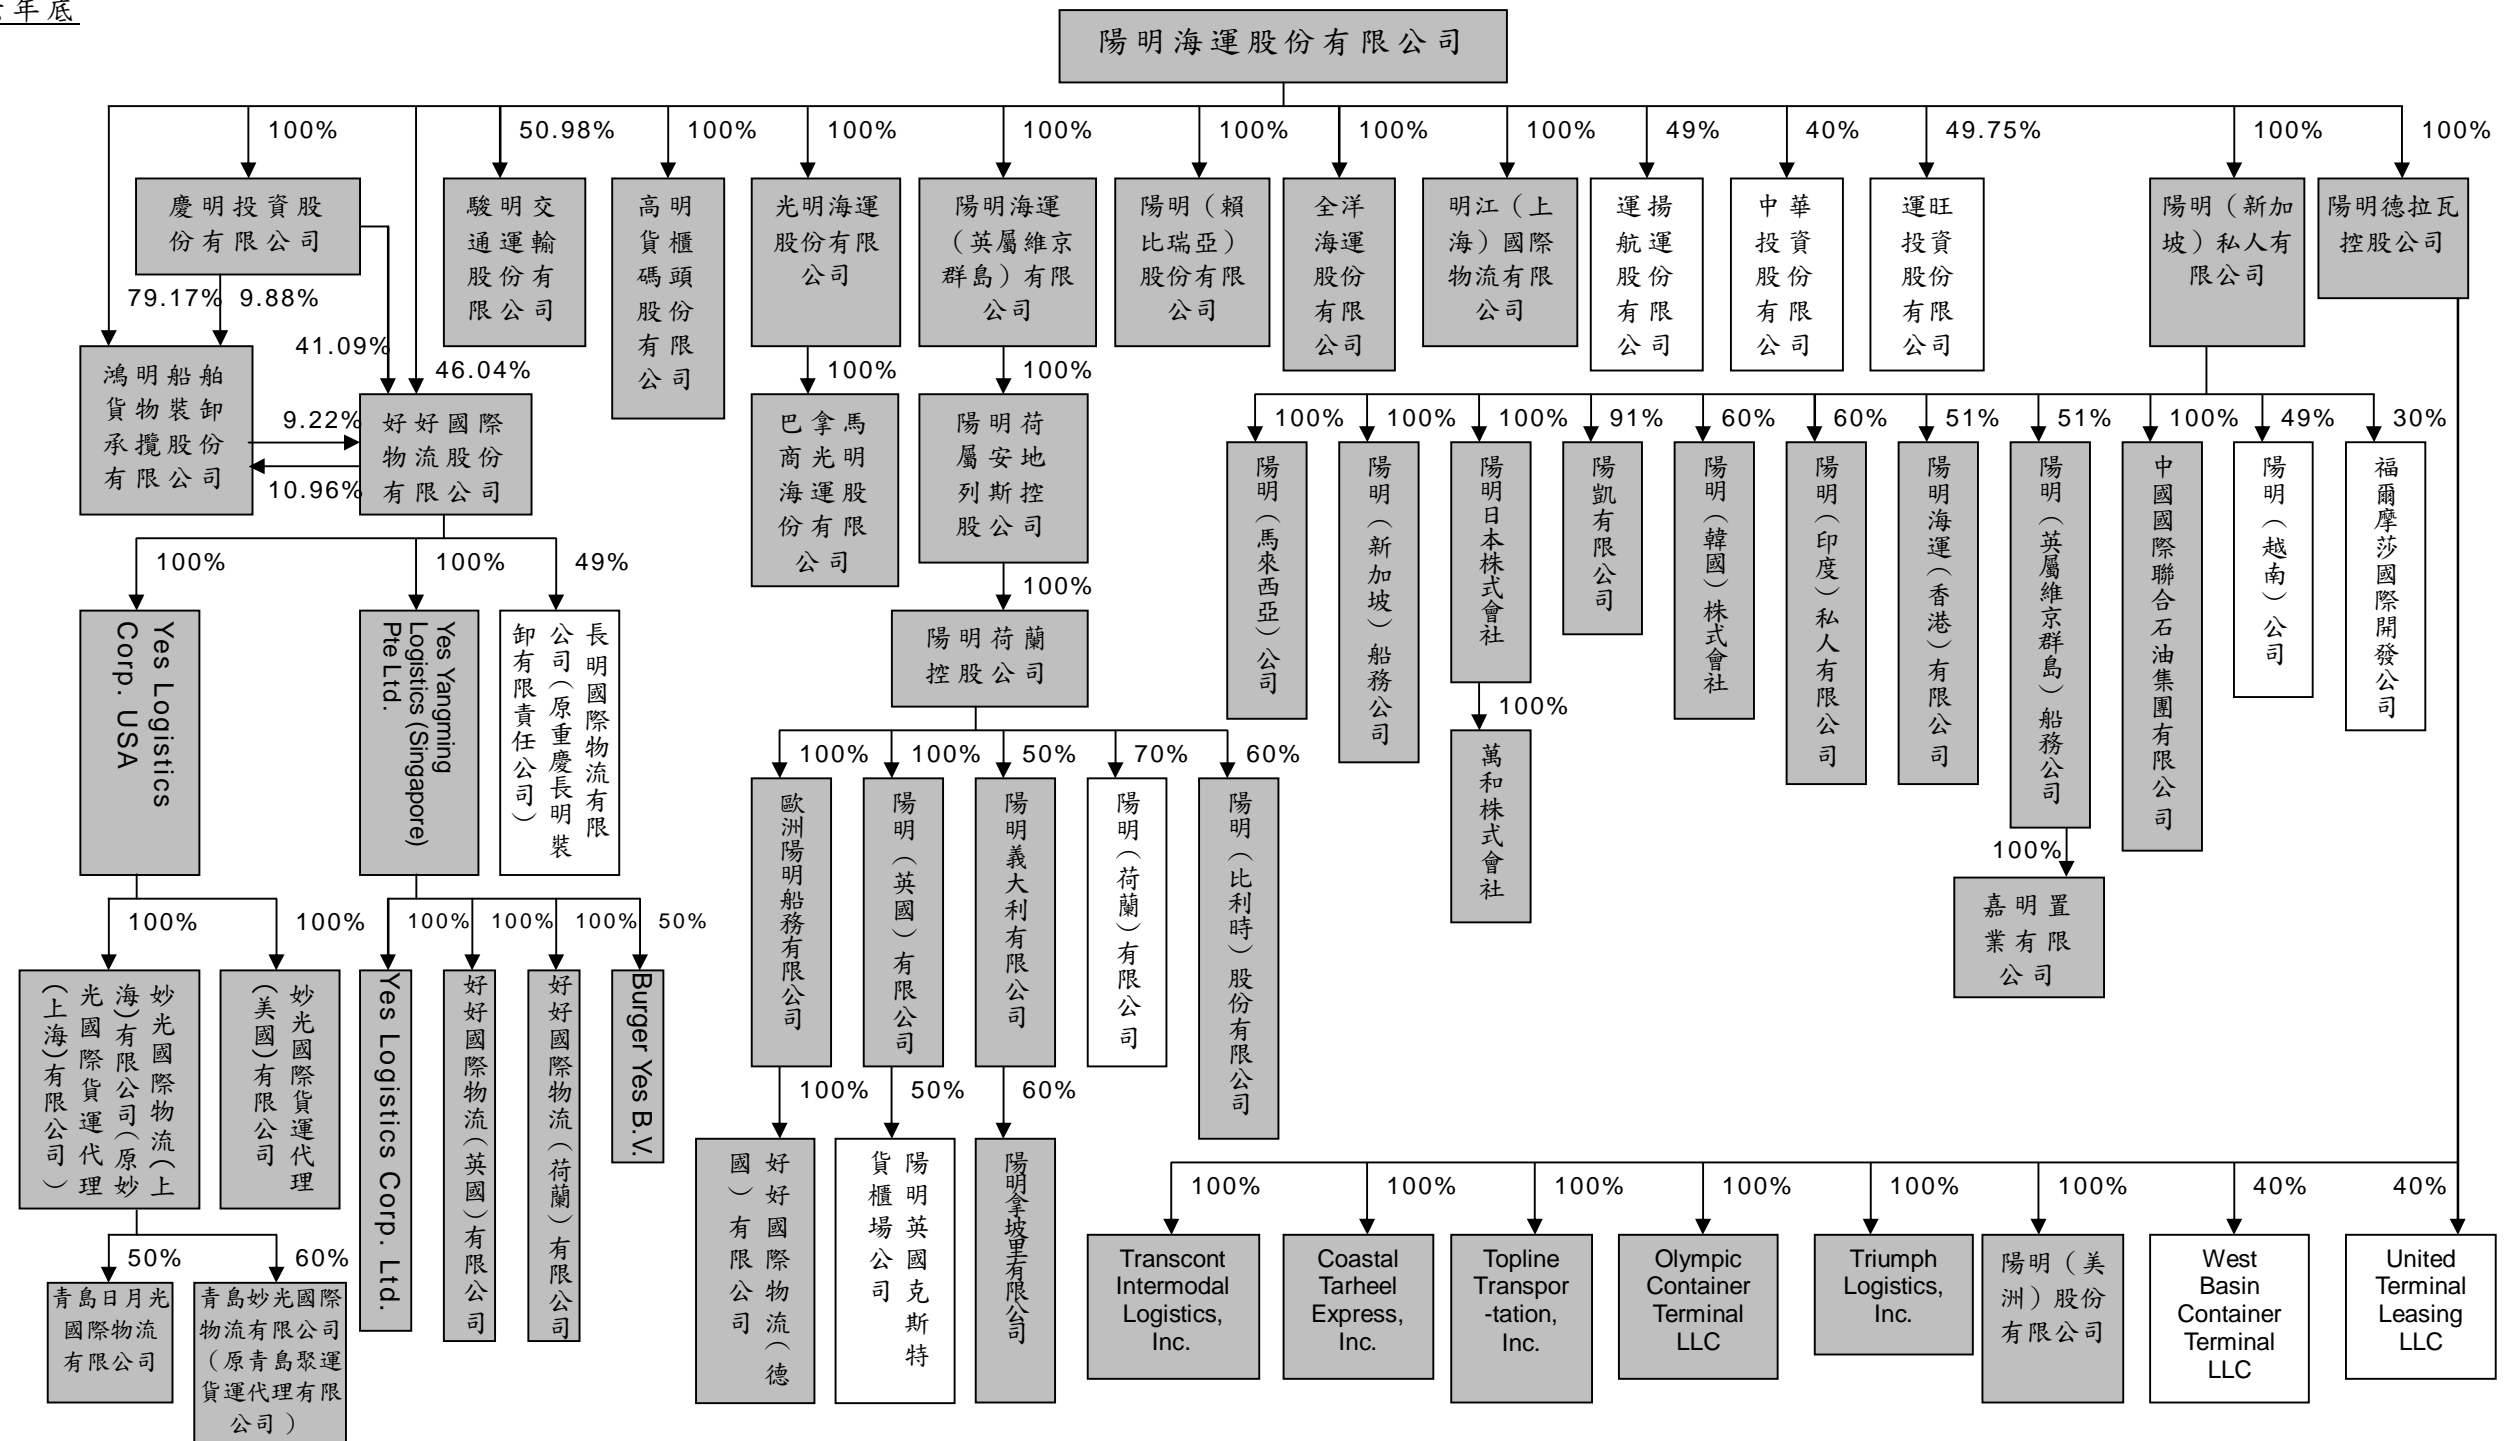 年底
陽明海運股份有限公司
100%
50.98%
100%
100%
100%
100%
100%
100%
49%
40%
49.75%
100%
100%
慶明投資股
份有限公司
駿明交
通運輸
股份有
限公司
高明
貨櫃
碼頭
股份
有限
公司
光明海運
股份有限
公司
陽明海運
（英屬維京
群島）有限
公司
陽明（賴
比瑞亞）
股份有限
公司
全洋
海運
股份
有限
公司
明江（上
海）國際
物流有限
公司
運揚
航運
股份
有限
公司
中華
投資
股份
有限
公司
運旺
投資
股份
有限
公司
陽明（新加
坡）私人有
限公司
陽明德拉瓦
控股公司
79.17%
9.88%
41.09%
46.04%
鴻明船舶
貨物裝卸
承攬股份
有限公司
9.22%
10.96%
好好國際
物流股份
有限公司
100%
巴拿馬
商光明
海運股
份有限
公司
100%
陽明荷
屬安地
列斯控
股公司
100%
陽明荷蘭
控股公司
100%
100%
100%
91%
60%
60%
51%
51%
100%
49%
30%
陽明（馬來西亞）公司
陽明（新加坡）船務公司
陽明日本株式會社
陽凱有限公司
陽明（韓國）株式會社
陽明（印度）私人有限公司
陽明海運（香港）有限公司
陽明（英屬維京群島）船務公司
中國國際聯合石油集團有限公司
陽明（越南）公司
福爾摩莎國際開發公司
100%
萬和株式會社
100%
嘉明置
業有限
公司
100%
100%
49%
Yes Logistics
Corp. USA
Yes Yangming
Logistics (Singapore)
Pte Ltd.
長明國際物流有限
公司（原重慶長明裝
卸有限責任公司）
100%
100%
50%
70%
60%
歐洲陽明船務有限公司
陽明（英國）有限公司
陽明義大利有限公司
陽明（荷蘭）有限公司
陽明（比利時）股份有限公司
100%
100%
100%
100%
100%
50%
妙光國際物流(上
海)有限公司(原妙
光國際貨運代理
(上海)有限公司)
妙光國際貨運代理
(美國)有限公司
Yes Logistics Corp. Ltd.
好好國際物流（英國）有限公司
好好國際物流（荷蘭）有限公司
Burger Yes B.V.
100%
50%
60%
好好國際物流（德
國）有限公司
陽明英國克斯特
貨櫃場公司
陽明拿坡里有限公司
50%
60%
青島日月光
國際物流
有限公司
青島妙光國際
物流有限公司
（原青島聚運
貨運代理有限
公司）
100%
100%
100%
100%
100%
100%
40%
40%
Transcont
Intermodal
Logistics,
Inc.
Coastal
Tarheel
Express,
Inc.
Topline
Transpor
-tation,
Inc.
Olympic
Container
Terminal
LLC
Triumph
Logistics,
Inc.
陽明（美
洲）股份
有限公司
West
Basin
Container
Terminal
LLC
United
Terminal
Leasing
LLC